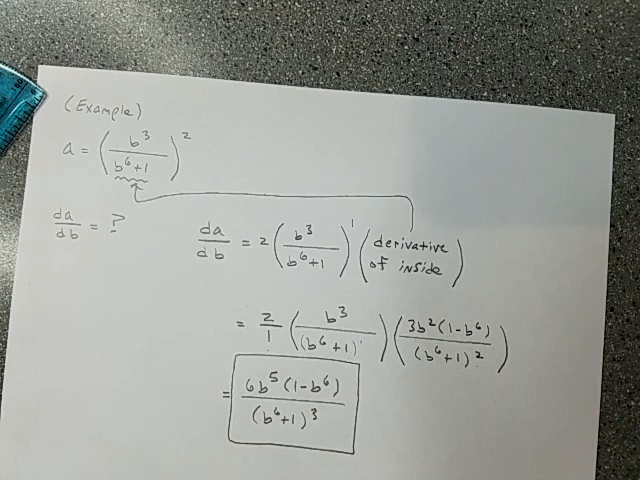 (Example)
a = ( b³ / (b⁶+1) )²
da/db = ?
da/db = 2 ( b³ / (b⁶+1) )¹ ( derivative
of inside )
= 2/1 ( b³ / (b⁶+1)¹ ) ( 3b²(1-b⁶) / (b⁶+1)² )
= 6b⁵(1-b⁶) / (b⁶+1)³